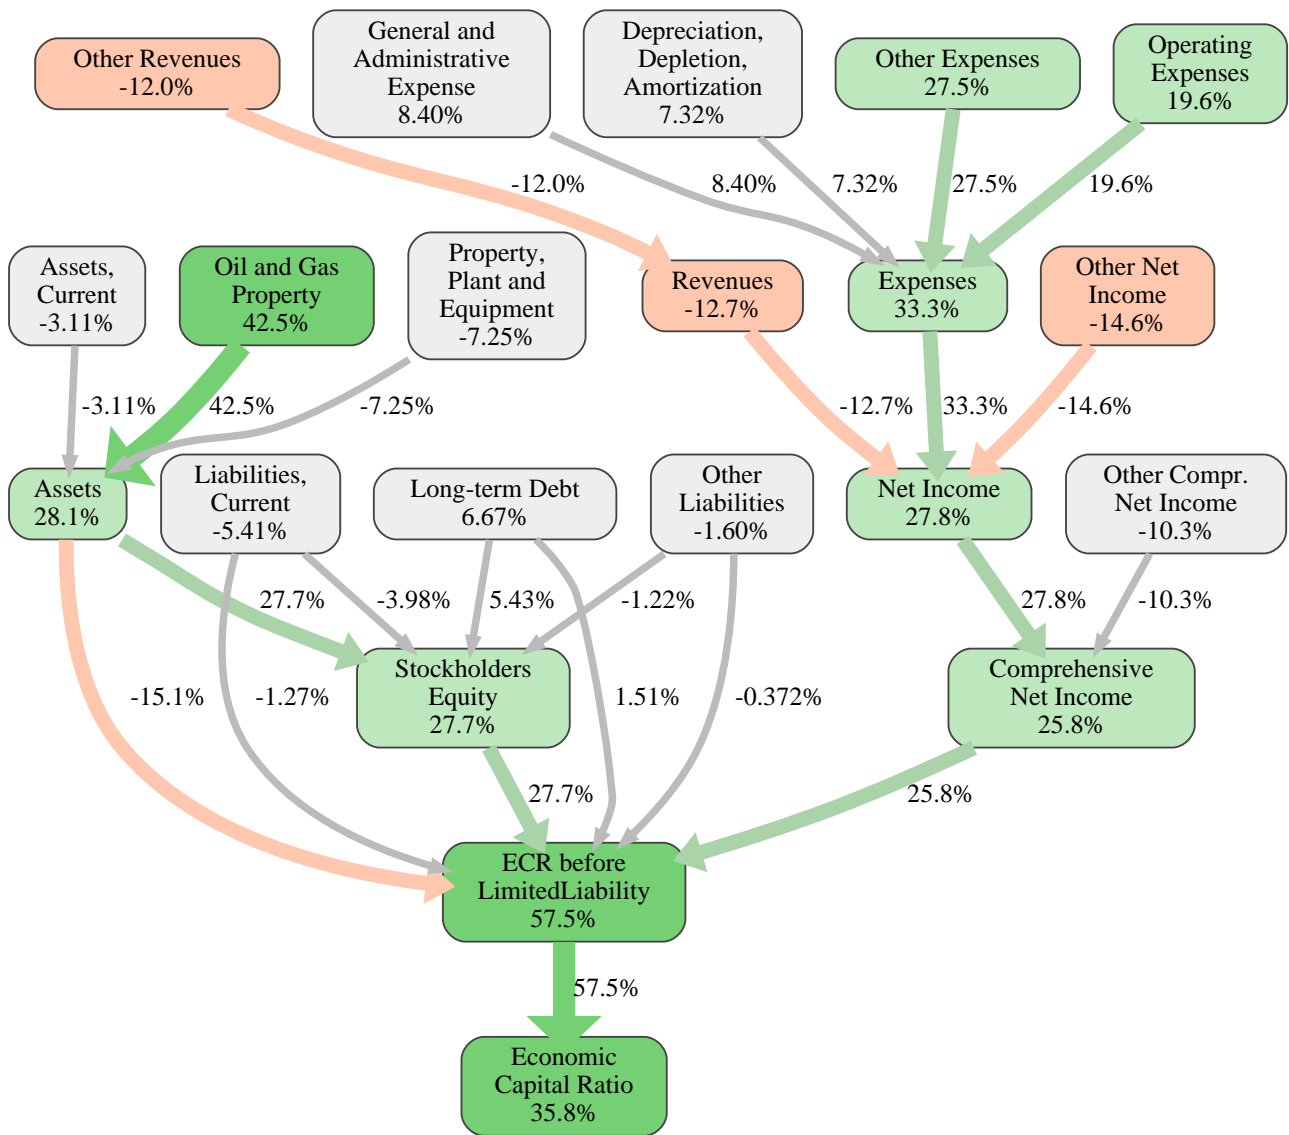 Other Revenues
-12.0%
General and
Administrative
Expense
8.40%
Depreciation,
Depletion,
Amortization
7.32%
Other Expenses
27.5%
Operating
Expenses
19.6%
-12.0%
8.40%
7.32%
27.5%
19.6%
Assets,
Current
-3.11%
Oil and Gas
Property
42.5%
Property,
Plant and
Equipment
-7.25%
Revenues
-12.7%
Expenses
33.3%
Other Net
Income
-14.6%
-3.11%
42.5%
-7.25%
-12.7%
33.3%
-14.6%
Assets
28.1%
Liabilities,
Current
-5.41%
Long-term Debt
6.67%
Other
Liabilities
-1.60%
Net Income
27.8%
Other Compr.
Net Income
-10.3%
27.7%
-3.98%
5.43%
-1.22%
27.8%
-10.3%
Stockholders
Equity
27.7%
Comprehensive
Net Income
25.8%
-15.1%
-1.27%
1.51%
-0.372%
27.7%
25.8%
ECR before
LimitedLiability
57.5%
57.5%
Economic
Capital Ratio
35.8%